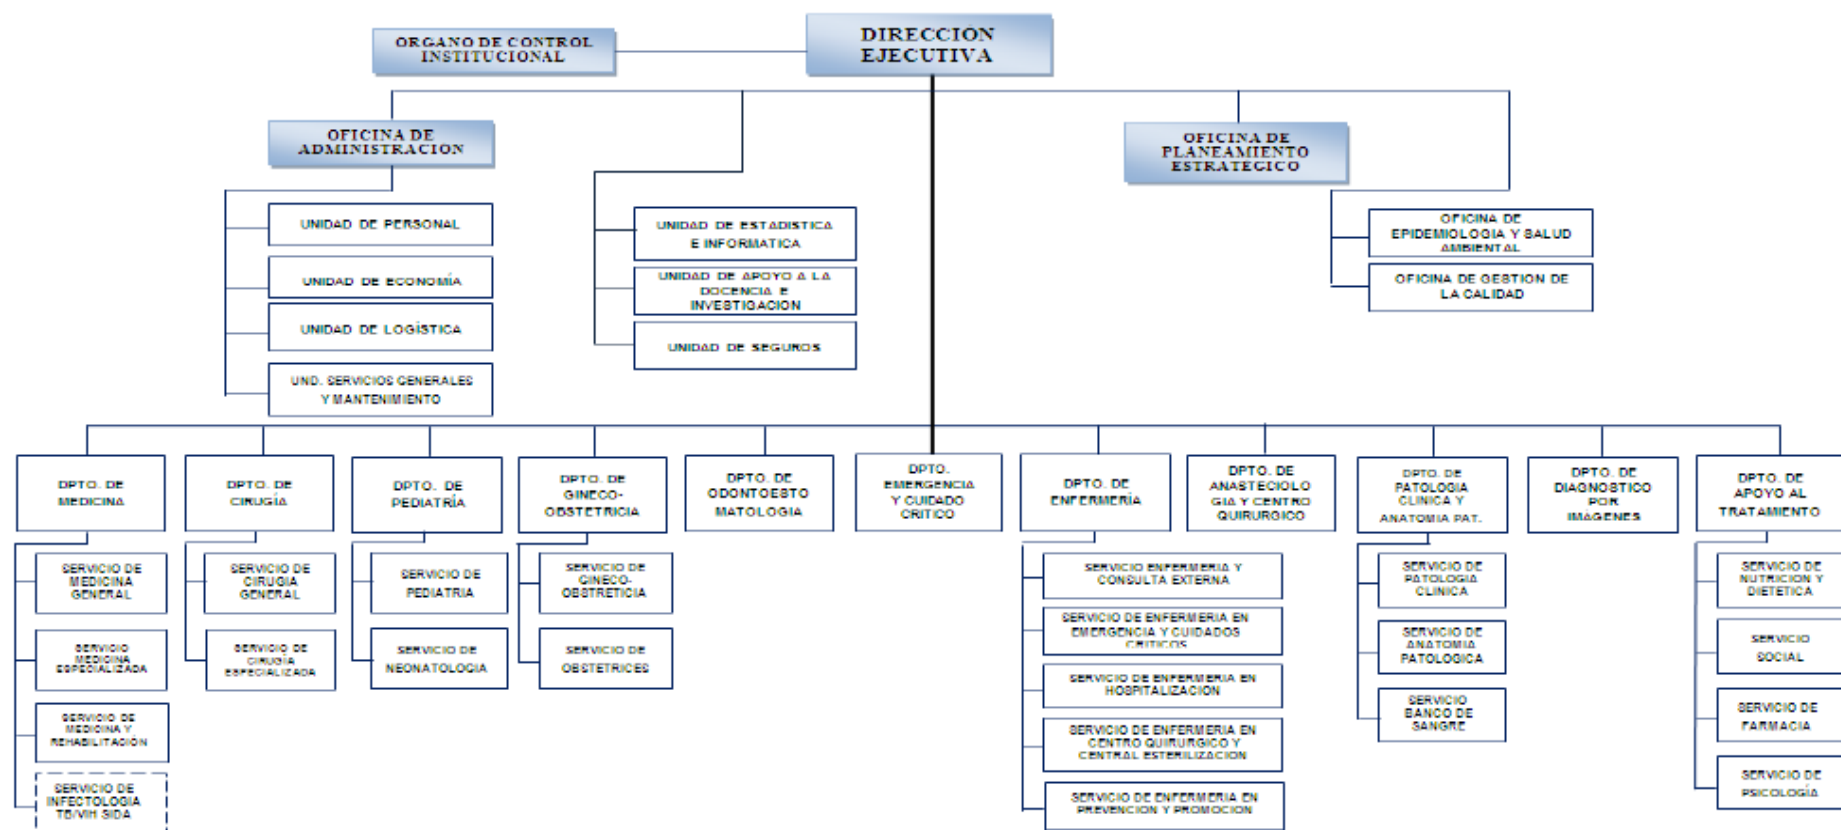 ORGANO DE CONTROL
INSTITUCIONAL
DIRECCIÓN
EJECUTIVA
OFICINA DE
ADMINISTRACION
OFICINA DE
PLANEAMIENTO
ESTRATEGICO
UNIDAD DE PERSONAL
UNIDAD DE ECONOMÍA
UNIDAD DE LOGÍSTICA
UND. SERVICIOS GENERALES
Y MANTENIMIENTO
UNIDAD DE ESTADISTICA
E INFORMATICA
UNIDAD DE APOYO A LA
DOCENCIA E
INVESTIGACION
UNIDAD DE SEGUROS
OFICINA DE
EPIDEMIOLOGIA Y SALUD
AMBIENTAL
OFICINA DE GESTION DE
LA CALIDAD
DPTO. DE
MEDICINA
DPTO. DE
CIRUGÍA
DPTO. DE
PEDIATRÍA
DPTO. DE
GINECO-
OBSTETRICIA
DPTO. DE
ODONTOESTO
MATOLOGIA
DPTO.
EMERGENCIA
Y CUIDADO
CRITICO
DPTO. DE
ENFERMERÍA
DPTO. DE
ANASTECIOLO
GIA Y CENTRO
QUIRURGICO
DPTO. DE
PATOLOGIA
CLINICA Y
ANATOMIA PAT.
DPTO. DE
DIAGNOSTICO
POR
IMÁGENES
DPTO. DE
APOYO AL
TRATAMIENTO
SERVICIO DE
MEDICINA
GENERAL
SERVICIO
MEDICINA
ESPECIALIZADA
SERVICIO DE
MEDICINA Y
REHABILITACIÓN
SERVICIO DE
INFECTOLOGIA
TB/VIH SIDA
SERVICIO DE
CIRUGIA
GENERAL
SERVICIO DE
CIRUGÍA
ESPECIALIZADA
SERVICIO DE
PEDIATRIA
SERVICIO DE
NEONATOLOGIA
SERVICIO DE
GINECO-
OBSTRETICIA
SERVICIO DE
OBSTETRICES
SERVICIO ENFERMERIA Y
CONSULTA EXTERNA
SERVICIO DE ENFERMERIA EN
EMERGENCIA Y CUIDADOS
CRITICOS
SERVICIO DE ENFERMERIA EN
HOSPITALIZACION
SERVICIO DE ENFERMERIA EN
CENTRO QUIRURGICO Y
CENTRAL ESTERILIZACION
SERVICIO DE ENFERMERIA EN
PREVENCION Y PROMOCION
SERVICIO DE
PATOLOGIA
CLINICA
SERVICIO DE
ANATOMIA
PATOLOGICA
SERVICIO
BANCO DE
SANGRE
SERVICIO DE
NUTRICION Y
DIETETICA
SERVICIO
SOCIAL
SERVICIO DE
FARMACIA
SERVICIO DE
PSICOLOGÍA